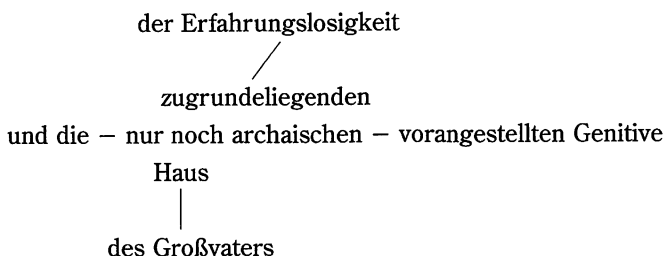 der Erfahrungslosigkeit
zugrundeliegenden
und die – nur noch archaischen – vorangestellten Genitive
Haus
des Großvaters